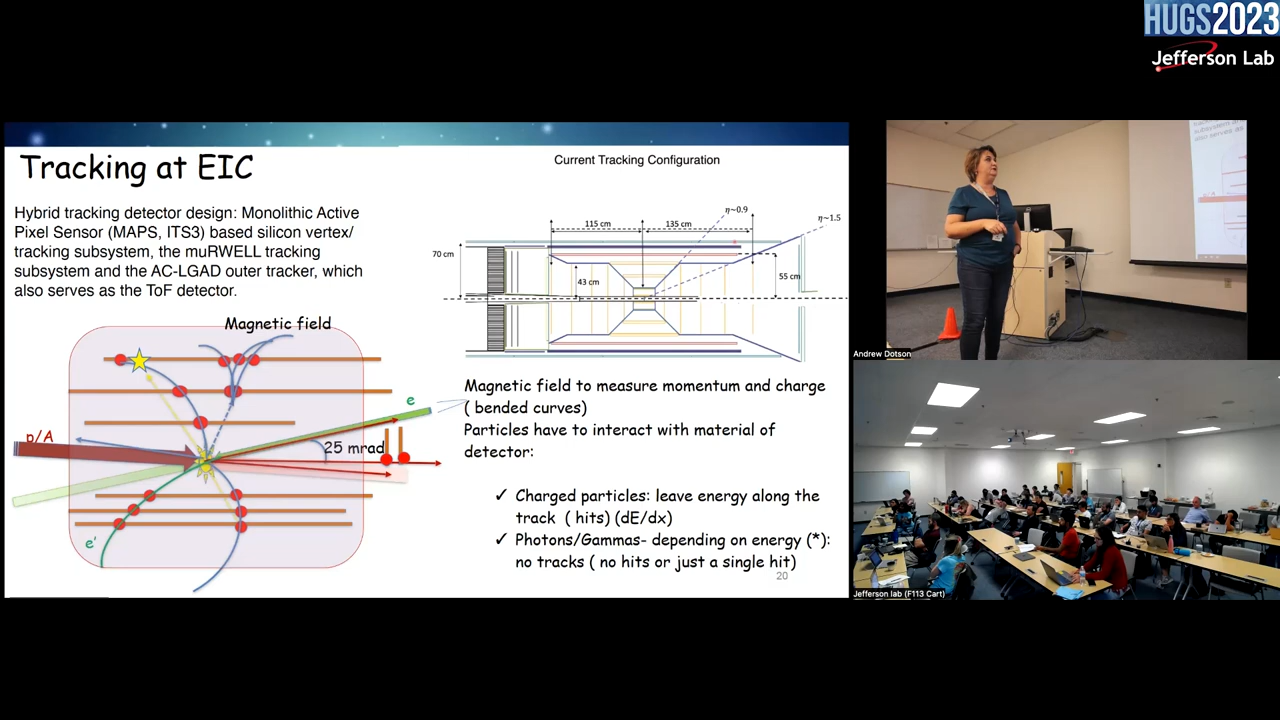 HUGS2023
Jefferson Lab
Tracking at EIC
Hybrid tracking detector design: Monolithic Active
Pixel Sensor (MAPS, ITS3) based silicon vertex/
tracking subsystem, the muRWELL tracking
subsystem and the AC-LGAD outer tracker, which
also serves as the ToF detector.
Current Tracking Configuration
η~0.9
η~1.5
115 cm
135 cm
70 cm
43 cm
55 cm
Magnetic field
e
p/A
25 mrad
e'
Magnetic field to measure momentum and charge
( bended curves)
Particles have to interact with material of
detector:
✓ Charged particles: leave energy along the
track ( hits) (dE/dx)
✓ Photons/Gammas- depending on energy (*):
no tracks ( no hits or just a single hit)
20
also serves as
Andrew Dotson
Jefferson lab (F113 Cart)